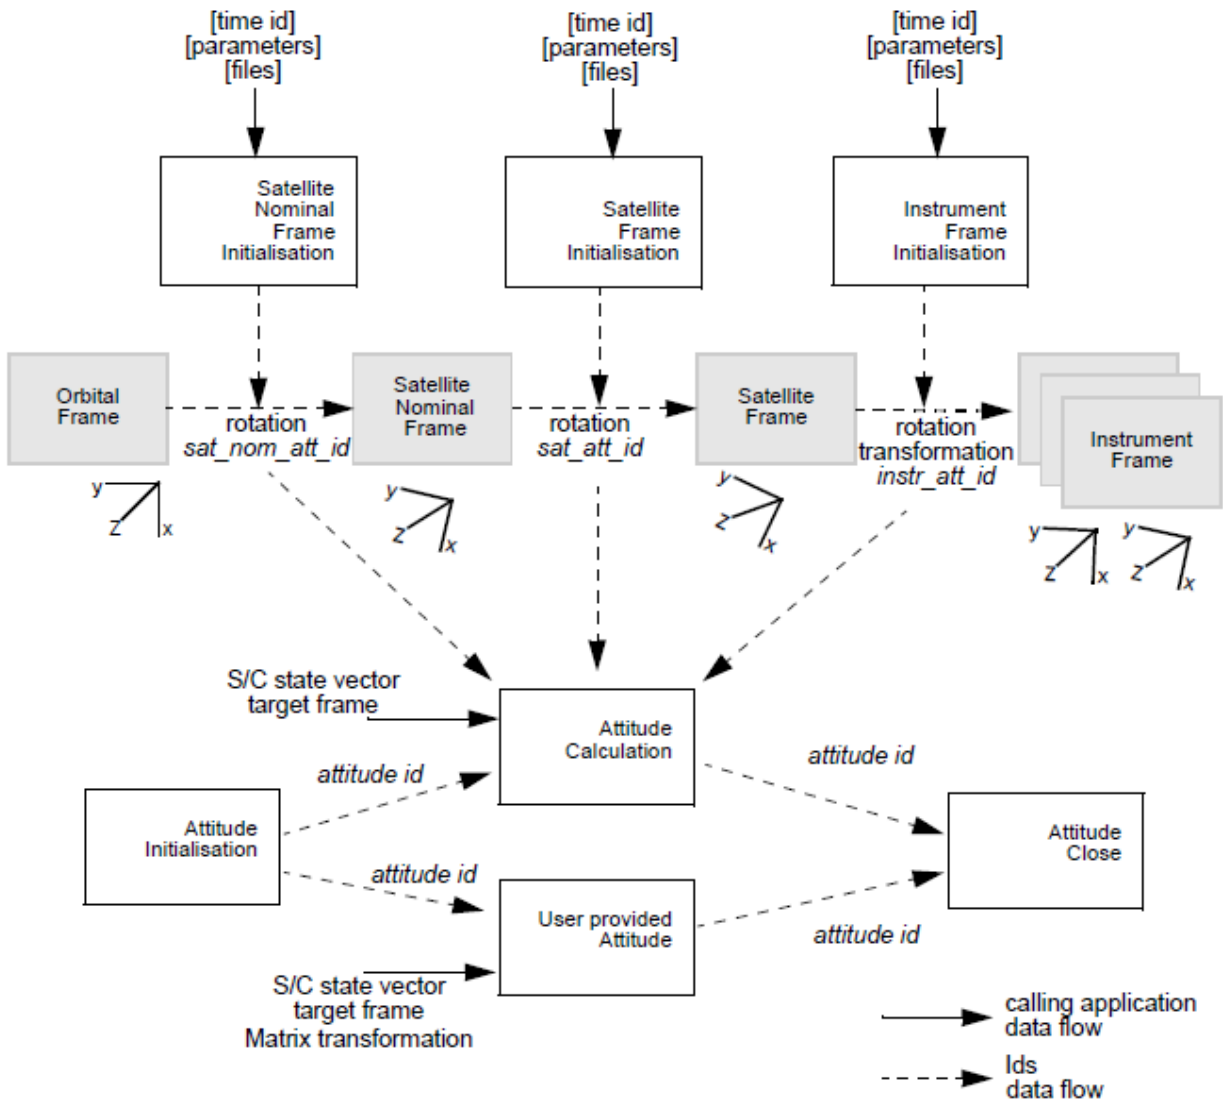 [time id]
[parameters]
[files]
[time id]
[parameters]
[files]
[time id]
[parameters]
[files]
Satellite
Nominal
Frame
Initialisation
Satellite
Frame
Initialisation
Instrument
Frame
Initialisation
Orbital
Frame
rotation
sat_nom_att_id
Satellite
Nominal
Frame
rotation
sat_att_id
Satellite
Frame
rotation
transformation
instr_att_id
Instrument
Frame
y
Z
x
y
Z
x
y
Z
x
y
Z
x
y
Z
x
S/C state vector
target frame
Attitude
Calculation
attitude id
attitude id
Attitude
Initialisation
Attitude
Close
attitude id
User provided
Attitude
attitude id
S/C state vector
target frame
Matrix transformation
calling application
data flow
Ids
data flow